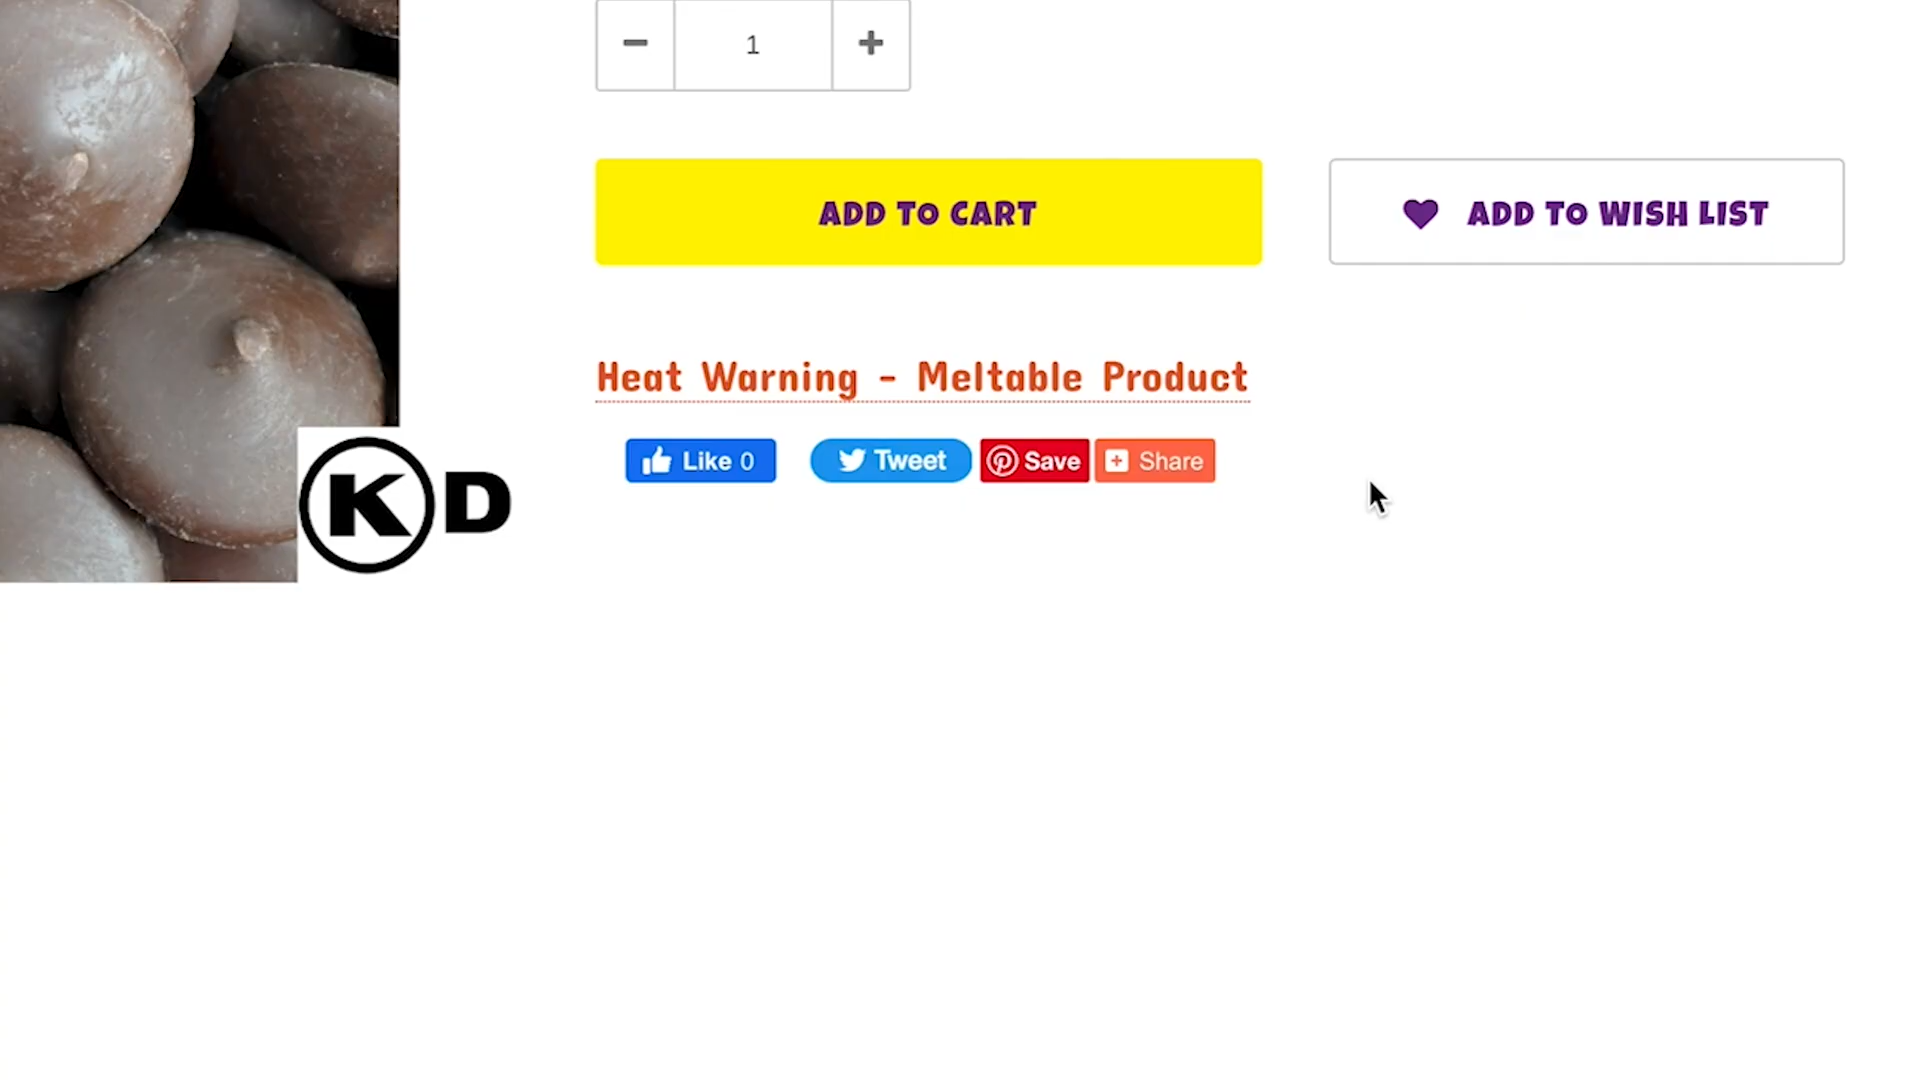 1
ADD TO CART
ADD TO WISH LIST
Heat Warning - Meltable Product
Like 0
Tweet
Save
Share
K D